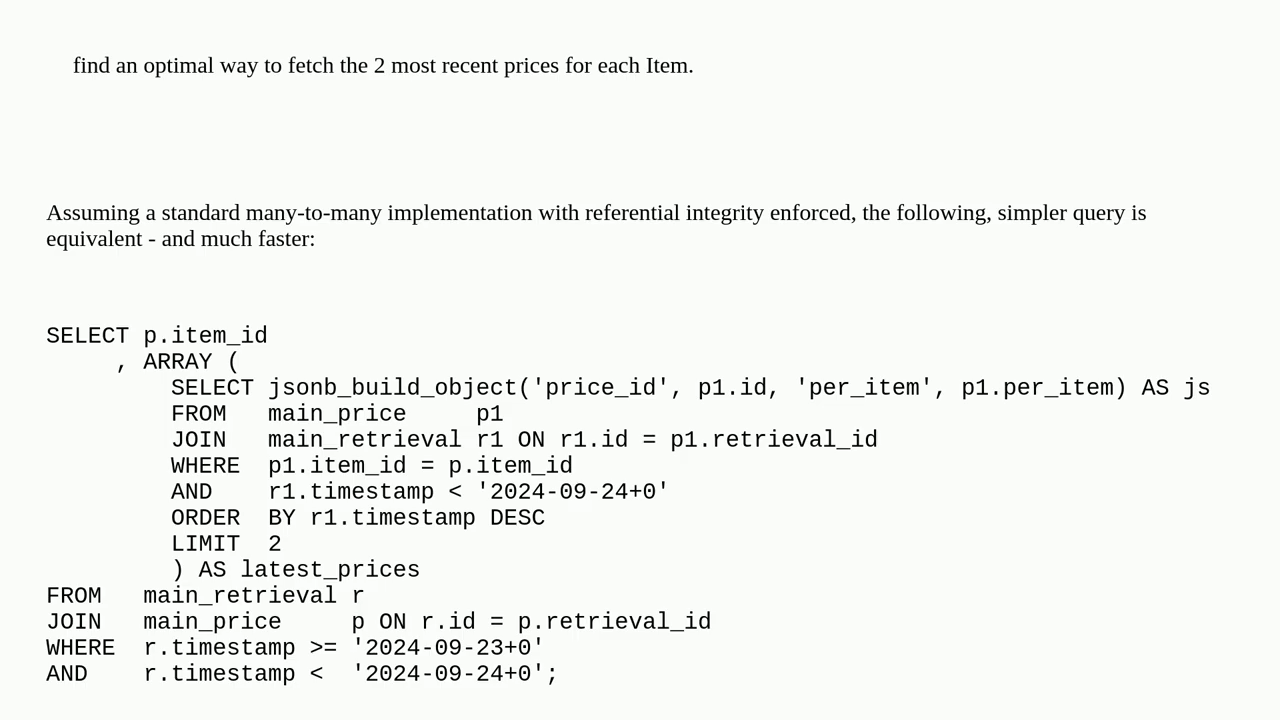 find an optimal way to fetch the 2 most recent prices for each Item.
Assuming a standard many-to-many implementation with referential integrity enforced, the following, simpler query is
equivalent - and much faster:
SELECT p.item_id
     , ARRAY (
         SELECT jsonb_build_object('price_id', p1.id, 'per_item', p1.per_item) AS js
         FROM   main_price     p1
         JOIN   main_retrieval r1 ON r1.id = p1.retrieval_id
         WHERE  p1.item_id = p.item_id
         AND    r1.timestamp < '2024-09-24+0'
         ORDER  BY r1.timestamp DESC
         LIMIT  2
         ) AS latest_prices
FROM   main_retrieval r
JOIN   main_price     p ON r.id = p.retrieval_id
WHERE  r.timestamp >= '2024-09-23+0'
AND    r.timestamp <  '2024-09-24+0';